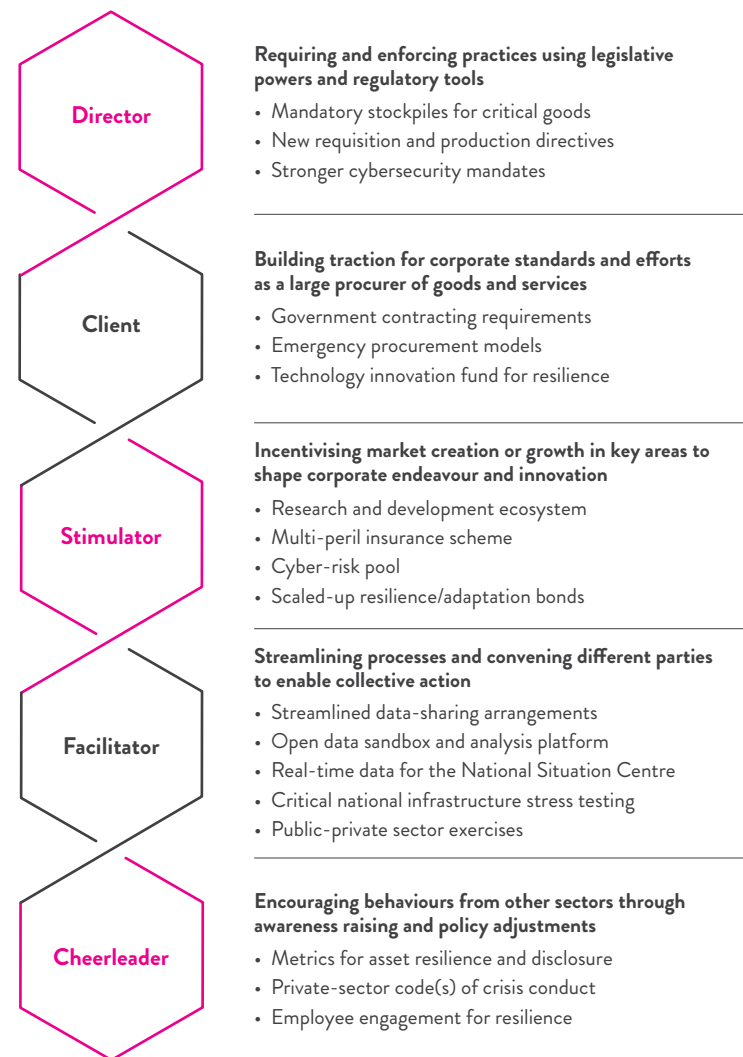 Director
Requiring and enforcing practices using legislative
powers and regulatory tools
• Mandatory stockpiles for critical goods
• New requisition and production directives
• Stronger cybersecurity mandates
Client
Building traction for corporate standards and efforts
as a large procurer of goods and services
• Government contracting requirements
• Emergency procurement models
• Technology innovation fund for resilience
Stimulator
Incentivising market creation or growth in key areas to
shape corporate endeavour and innovation
• Research and development ecosystem
• Multi-peril insurance scheme
• Cyber-risk pool
• Scaled-up resilience/adaptation bonds
Facilitator
Streamlining processes and convening different parties
to enable collective action
• Streamlined data-sharing arrangements
• Open data sandbox and analysis platform
• Real-time data for the National Situation Centre
• Critical national infrastructure stress testing
• Public-private sector exercises
Cheerleader
Encouraging behaviours from other sectors through
awareness raising and policy adjustments
• Metrics for asset resilience and disclosure
• Private-sector code(s) of crisis conduct
• Employee engagement for resilience